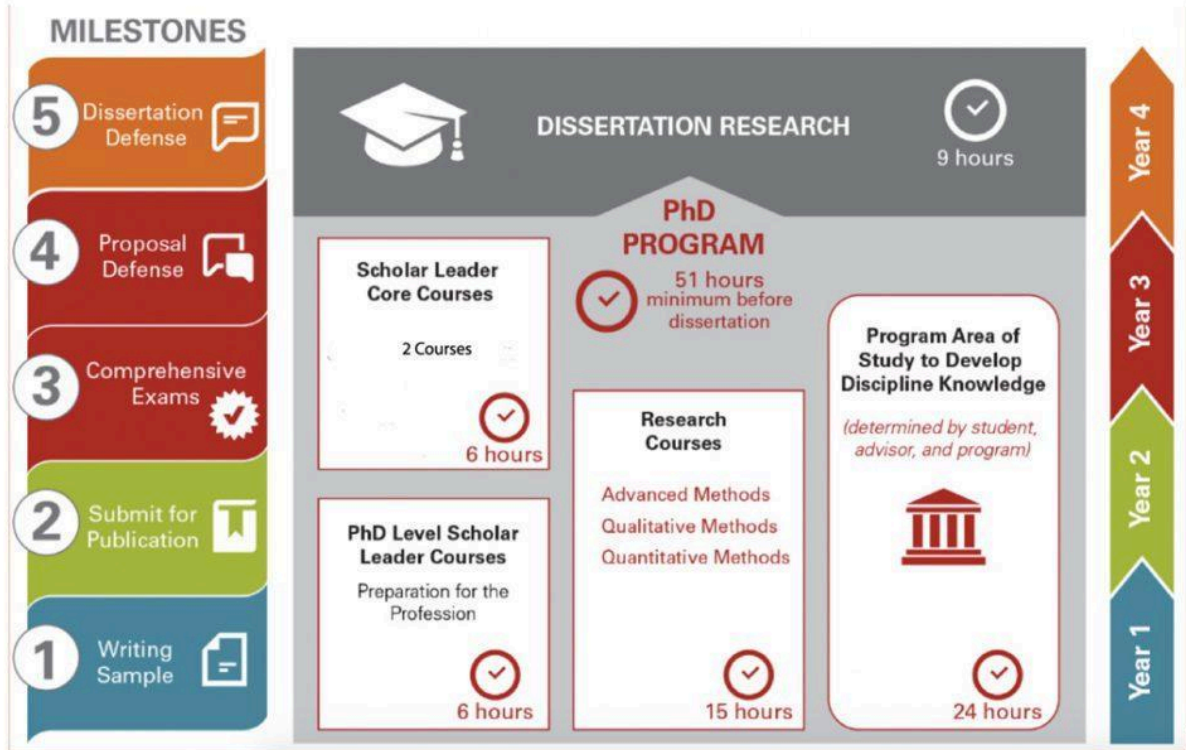 MILESTONES
5
Dissertation
Defense
4
Proposal
Defense
3
Comprehensive
Exams
2
Submit for
Publication
1
Writing
Sample
DISSERTATION RESEARCH
9 hours
PhD
PROGRAM
51 hours
minimum before
dissertation
Scholar Leader
Core Courses
2 Courses
6 hours
PhD Level Scholar
Leader Courses
Preparation for the
Profession
6 hours
Research
Courses
Advanced Methods
Qualitative Methods
Quantitative Methods
15 hours
Program Area of
Study to Develop
Discipline Knowledge
(determined by student,
advisor, and program)
24 hours
Year 4
Year 3
Year 2
Year 1